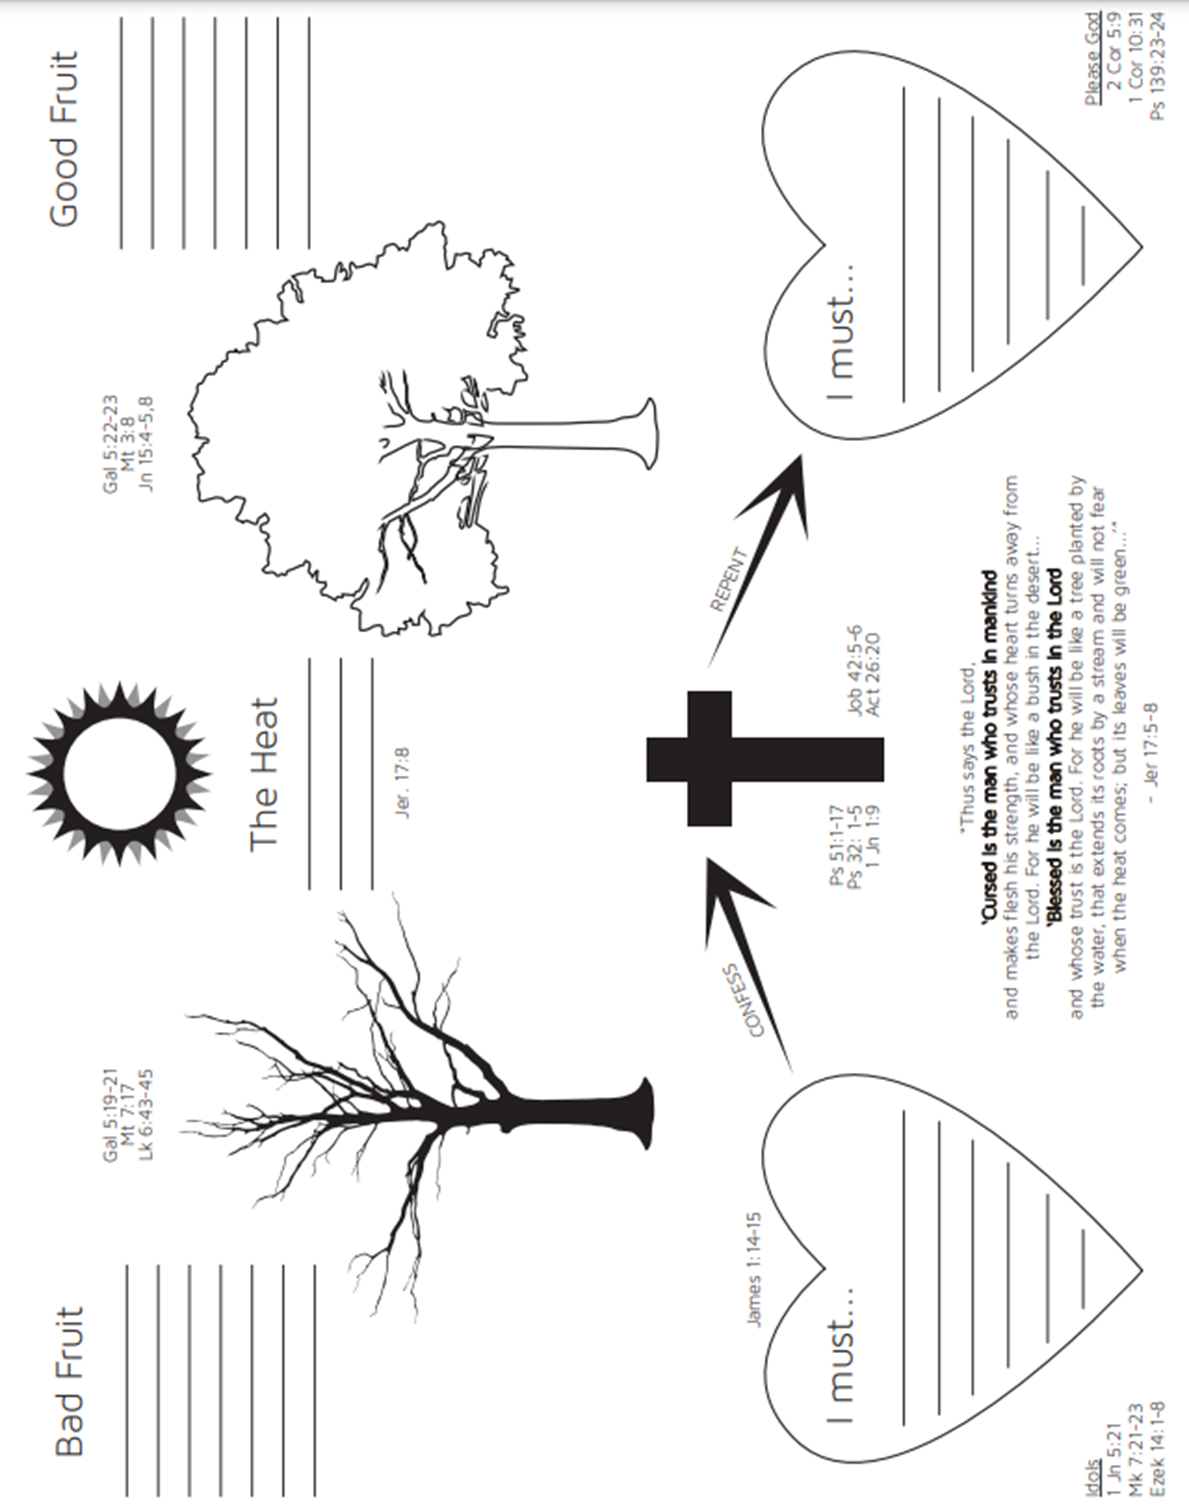 Bad Fruit
Gal 5:19-21
Mt 7:17
Lk 6:43-45
The Heat
Jer. 17:8
Gal 5:22-23
Mt 3:8
Jn 15:4-5,8
Good Fruit
James 1:14-15
I must...
Idols
1 Jn 5:21
Mk 7:21-23
Ezek 14:1-8
CONFESS
Ps 51:1-17
Ps 32: 1-5
1 Jn 1:9
Job 42:5-6
Act 26:20
REPENT
I must...
Please God
2 Cor 5:9
1 Cor 10:31
Ps 139:23-24
"Thus says the Lord,
'Cursed is the man who trusts in mankind
and makes flesh his strength, and whose heart turns away from
the Lord. For he will be like a bush in the desert...
'Blessed is the man who trusts in the Lord
and whose trust is the Lord. For he will be like a tree planted by
the water, that extends its roots by a stream and will not fear
when the heat comes; but its leaves will be green...'"
- Jer 17:5-8